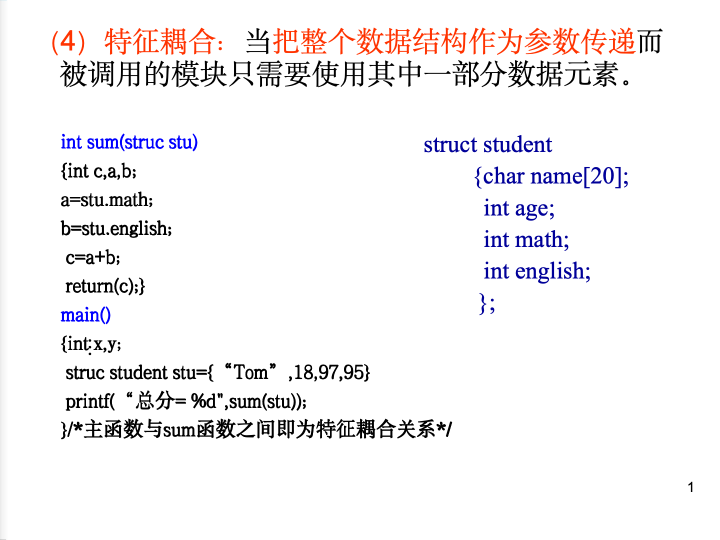 （4）特征耦合：当把整个数据结构作为参数传递而
被调用的模块只需要使用其中一部分数据元素。
int sum(struc stu)
{int c,a,b;
a=stu.math;
b=stu.english;
c=a+b;
return(c);}
main()
{int:x,y;
struc student stu={“Tom”,18,97,95}
printf(“总分= %d",sum(stu));
}/*主函数与sum函数之间即为特征耦合关系*/
struct student
{char name[20];
int age;
int math;
int english;
};
1